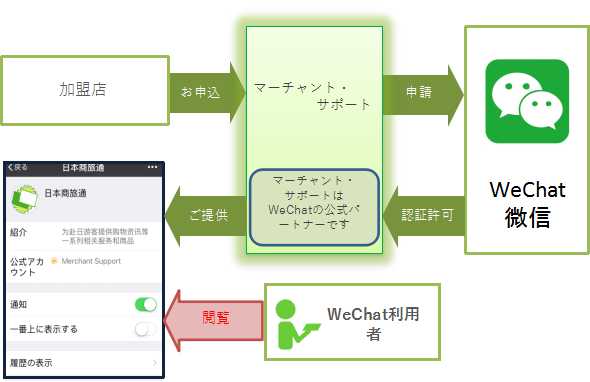 加盟店
お申込
マーチャント・
サポート
申請
WeChat
微信
マーチャント・
サポートは
WeChatの公式パ
ートナーです
認証許可
ご提供
戻る
日本商旅通
日本商旅通
紹介
为赴日游客提供购物资讯等
一系列相关服务和商品
公式アカ
ウント
Merchant Support
通知
一番上に表示する
履歴の表示
閲覧
WeChat利用
者